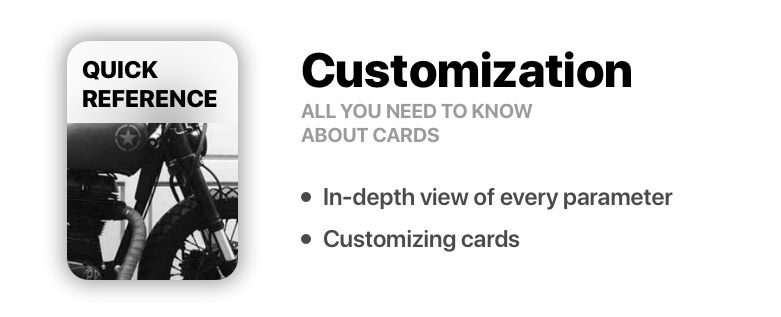 QUICK
REFERENCE
Customization
ALL YOU NEED TO KNOW
ABOUT CARDS
• In-depth view of every parameter
• Customizing cards